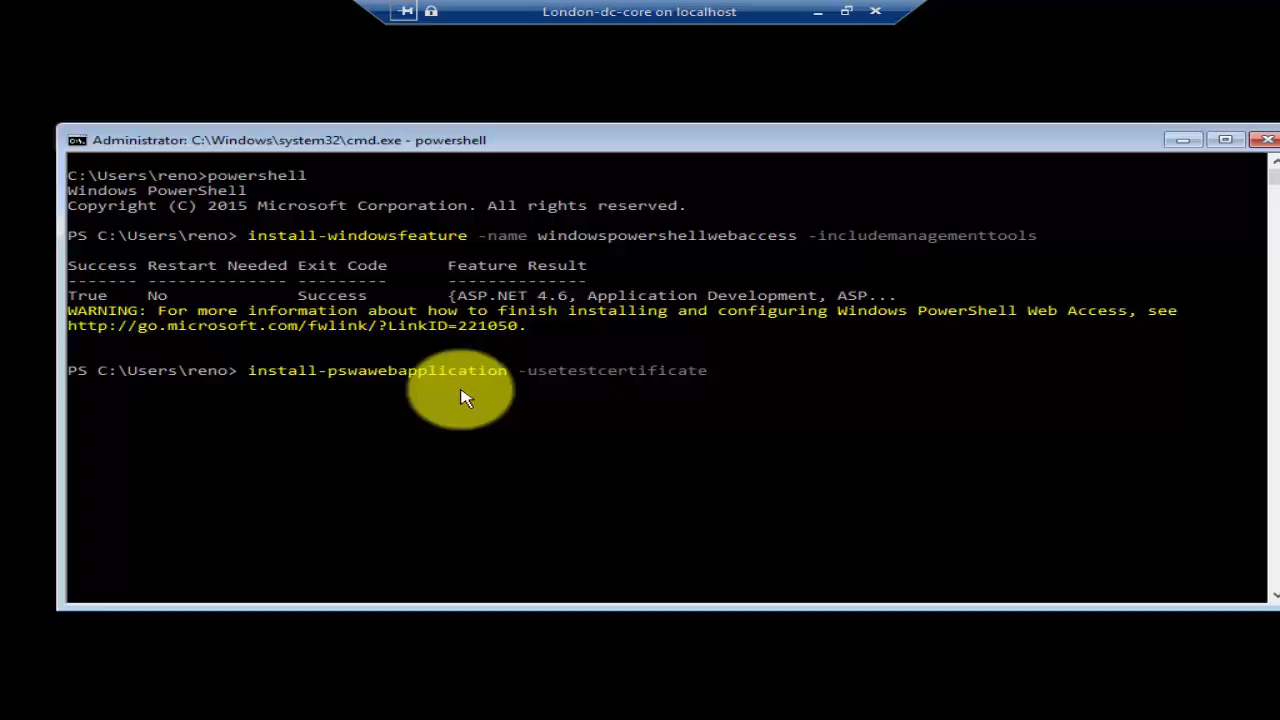 London-dc-core on localhost
Administrator: C:\Windows\system32\cmd.exe - powershell
C:\Users\reno>powershell
Windows PowerShell
Copyright (C) 2015 Microsoft Corporation. All rights reserved.
PS C:\Users\reno> install-windowsfeature -name windowspowershellwebaccess -includemanagementtools
Success Restart Needed Exit Code      Feature Result
------- -------------- ---------      --------------
True    No             Success        {ASP.NET 4.6, Application Development, ASP...
WARNING: For more information about how to finish installing and configuring Windows PowerShell Web Access, see
http://go.microsoft.com/fwlink/?LinkID=221050.
PS C:\Users\reno> install-pswawebapplication -usetestcertificate